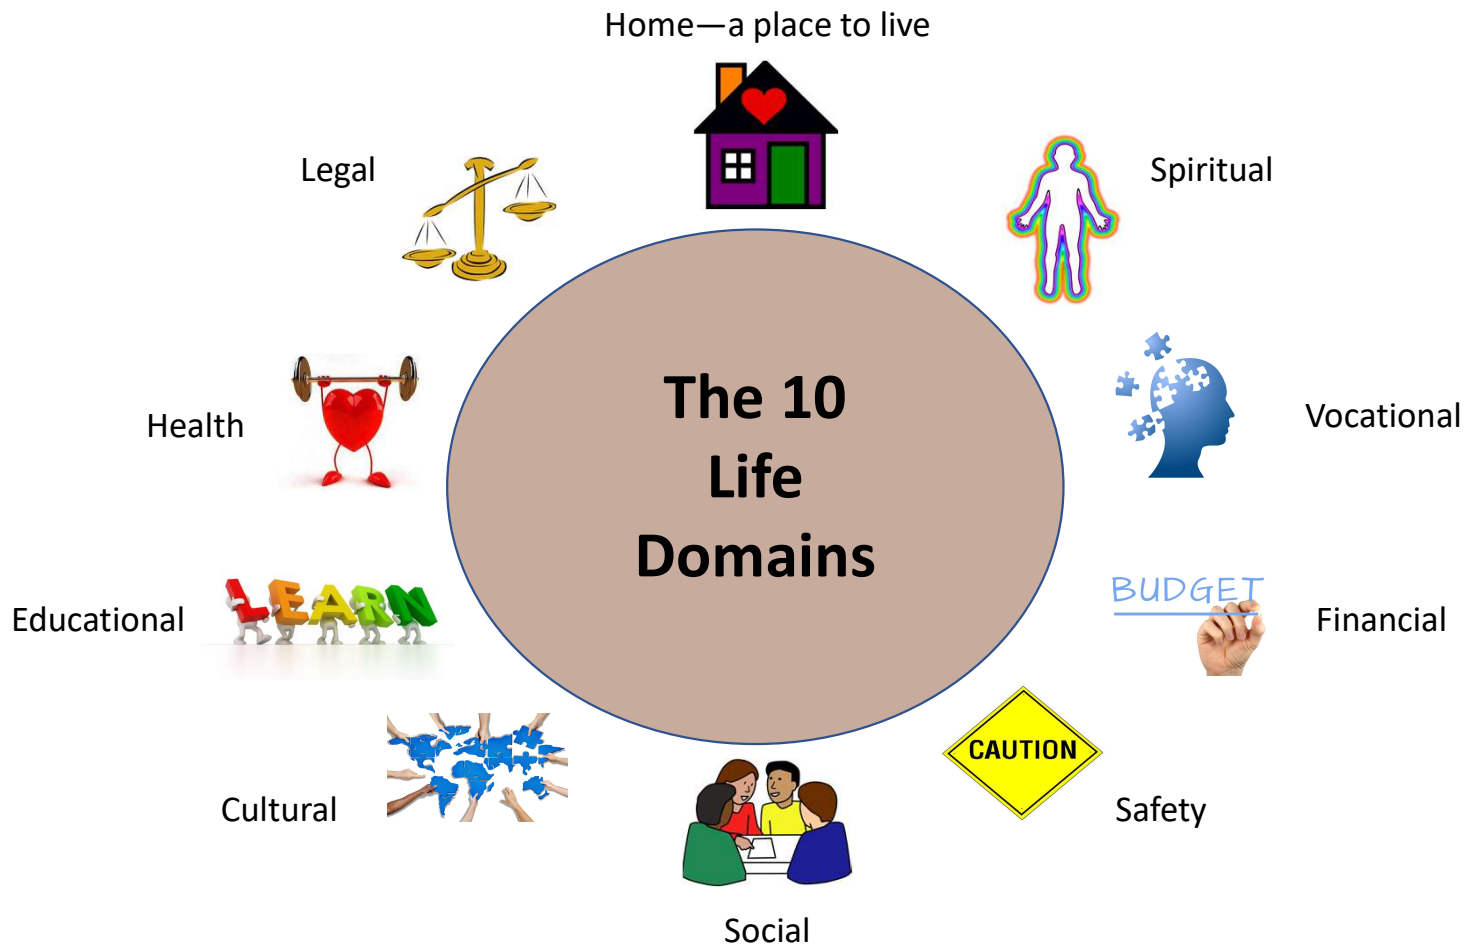 Home—a place to live
Legal
Spiritual
The 10
Life
Domains
Health
Vocational
Educational
LEARN
BUDGET
Financial
CAUTION
Cultural
Safety
Social